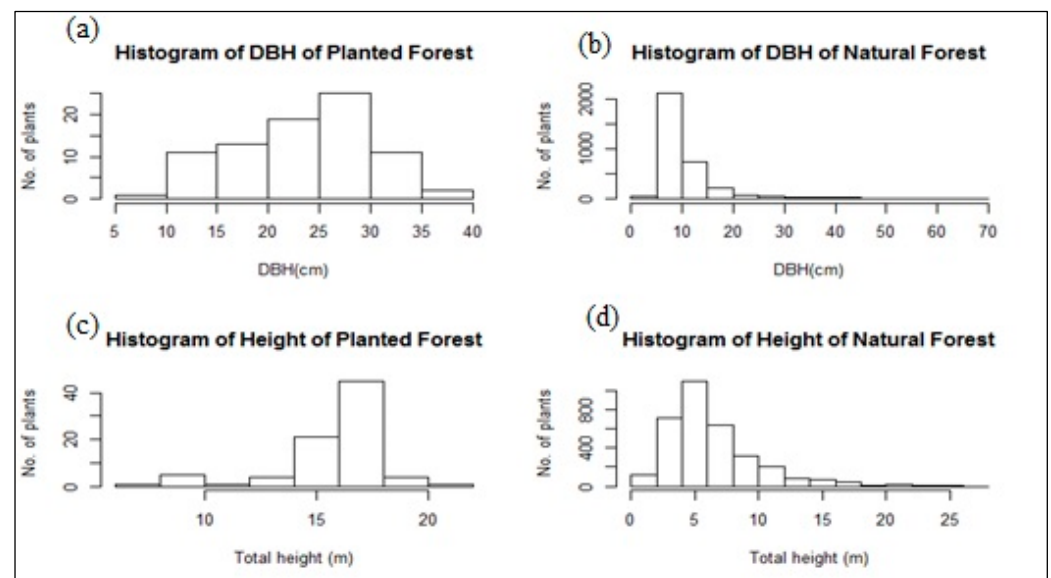 (a)
Histogram of DBH of Planted Forest
No. of plants
0 10 20
5 10 15 20 25 30 35 40
DBH(cm)
(b)
Histogram of DBH of Natural Forest
No. of plants
0 1000 2000
0 10 20 30 40 50 60 70
DBH(cm)
(c)
Histogram of Height of Planted Forest
No. of plants
0 20 40
10 15 20
Total height (m)
(d)
Histogram of Height of Natural Forest
No. of plants
0 400 800
0 5 10 15 20 25
Total height (m)